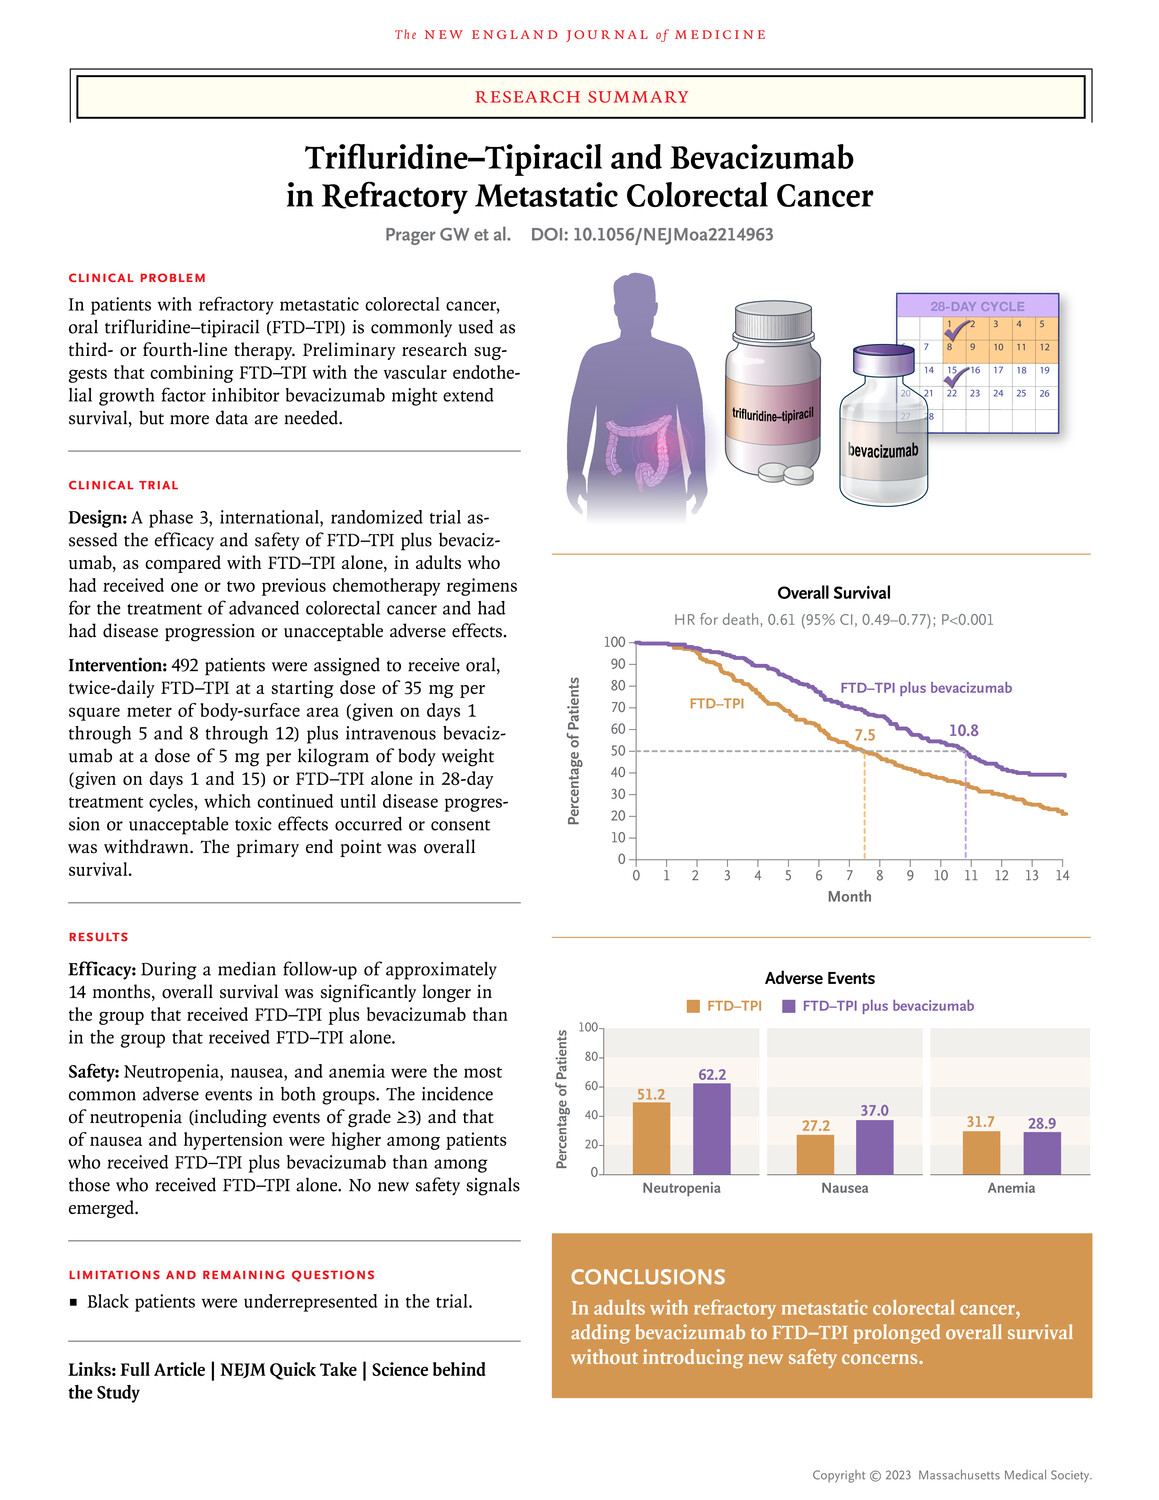 The NEW ENGLAND JOURNAL of MEDICINE
RESEARCH SUMMARY
Trifluridine–Tipiracil and Bevacizumab
in Refractory Metastatic Colorectal Cancer
Prager GW et al. DOI: 10.1056/NEJMoa2214963
CLINICAL PROBLEM
In patients with refractory metastatic colorectal cancer,
oral trifluridine–tipiracil (FTD–TPI) is commonly used as
third- or fourth-line therapy. Preliminary research sug-
gests that combining FTD–TPI with the vascular endothe-
lial growth factor inhibitor bevacizumab might extend
survival, but more data are needed.
CLINICAL TRIAL
Design: A phase 3, international, randomized trial as-
sessed the efficacy and safety of FTD–TPI plus bevaciz-
umab, as compared with FTD–TPI alone, in adults who
had received one or two previous chemotherapy regimens
for the treatment of advanced colorectal cancer and had
had disease progression or unacceptable adverse effects.
Intervention: 492 patients were assigned to receive oral,
twice-daily FTD–TPI at a starting dose of 35 mg per
square meter of body-surface area (given on days 1
through 5 and 8 through 12) plus intravenous bevaciz-
umab at a dose of 5 mg per kilogram of body weight
(given on days 1 and 15) or FTD–TPI alone in 28-day
treatment cycles, which continued until disease progres-
sion or unacceptable toxic effects occurred or consent
was withdrawn. The primary end point was overall
survival.
RESULTS
Efficacy: During a median follow-up of approximately
14 months, overall survival was significantly longer in
the group that received FTD–TPI plus bevacizumab than
in the group that received FTD–TPI alone.
Safety: Neutropenia, nausea, and anemia were the most
common adverse events in both groups. The incidence
of neutropenia (including events of grade ≥3) and that
of nausea and hypertension were higher among patients
who received FTD–TPI plus bevacizumab than among
those who received FTD–TPI alone. No new safety signals
emerged.
LIMITATIONS AND REMAINING QUESTIONS
▪ Black patients were underrepresented in the trial.
Links: Full Article | NEJM Quick Take | Science behind
the Study
28-DAY CYCLE
1 2 3 4 5
6 7 8 9 10 11 12
14 15 16 17 18 19
20 21 22 23 24 25 26
27 28
trifluridine–tipiracil
bevacizumab
Overall Survival
HR for death, 0.61 (95% CI, 0.49–0.77); P<0.001
Percentage of Patients
100
90
80
70
60
50
40
30
20
10
0
FTD–TPI plus bevacizumab
FTD–TPI
7.5
10.8
0 1 2 3 4 5 6 7 8 9 10 11 12 13 14
Month
Adverse Events
FTD–TPI FTD–TPI plus bevacizumab
Percentage of Patients
100
80
60
40
20
0
51.2 62.2
27.2 37.0
31.7 28.9
Neutropenia Nausea Anemia
CONCLUSIONS
In adults with refractory metastatic colorectal cancer,
adding bevacizumab to FTD–TPI prolonged overall survival
without introducing new safety concerns.
Copyright © 2023 Massachusetts Medical Society.